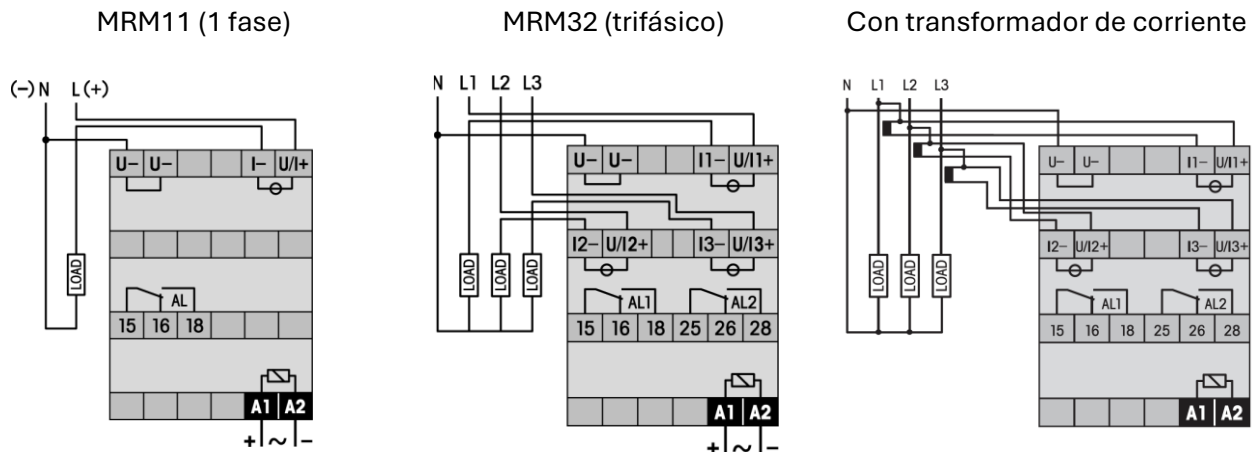 MRM11 (1 fase)
(–) N L (+)
U– U– I– U/I+
LOAD
AL
15 16 18
A1 A2
+ ~ –
MRM32 (trifásico)
N L1 L2 L3
U– U– I1– U/I1+
I2– U/I2+ I3– U/I3+
LOAD LOAD LOAD
AL1 AL2
15 16 18 25 26 28
A1 A2
+ ~ –
Con transformador de corriente
N L1 L2 L3
U– U– I1– U/I1+
I2– U/I2+ I3– U/I3+
LOAD LOAD LOAD
AL1 AL2
15 16 18 25 26 28
A1 A2